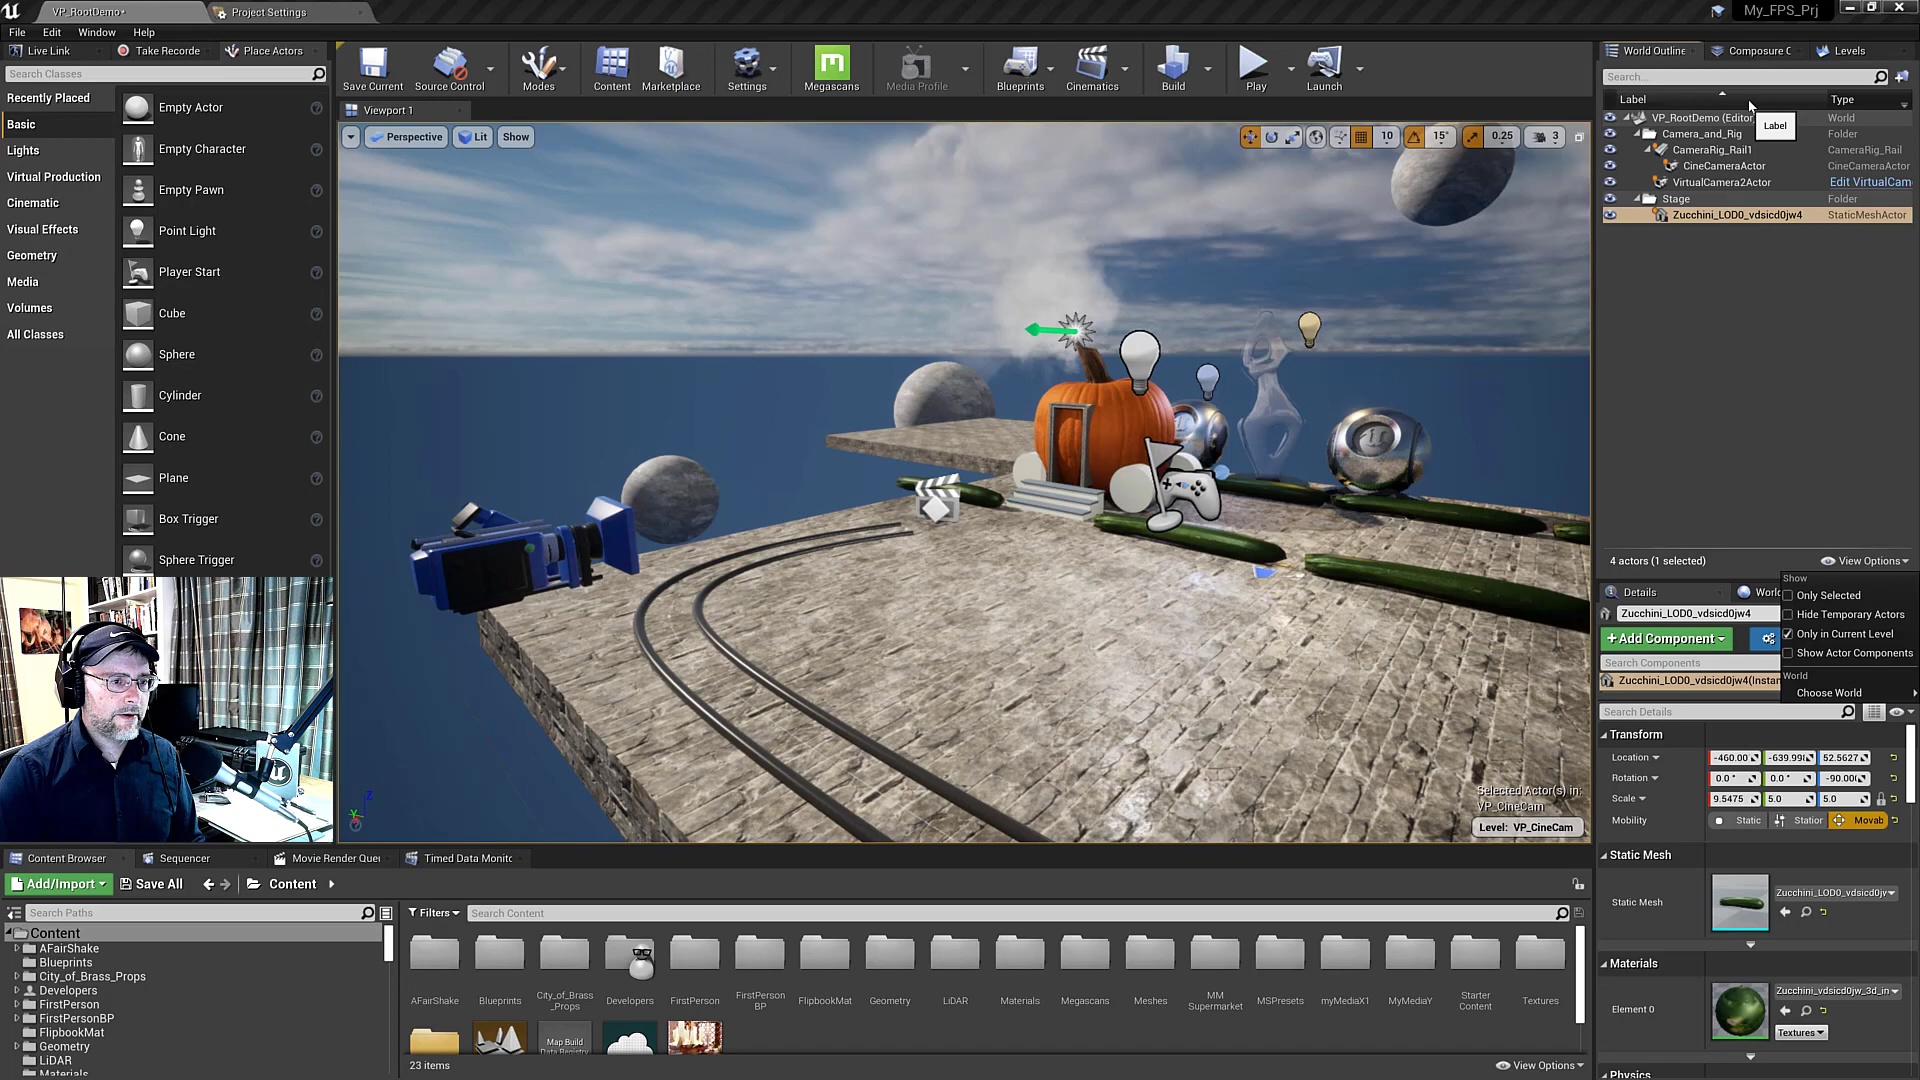 VP_RootDemo*
Project Settings
My_FPS_Prj
File Edit Window Help
Live Link
Take Recorde
Place Actors
Search Classes
Recently Placed
Basic
Lights
Virtual Production
Cinematic
Visual Effects
Geometry
Media
Volumes
All Classes
Empty Actor
Empty Character
Empty Pawn
Point Light
Player Start
Cube
Sphere
Cylinder
Cone
Plane
Box Trigger
Sphere Trigger
Save Current
Source Control
Modes
Content
Marketplace
Settings
Megascans
Media Profile
Blueprints
Cinematics
Build
Play
Launch
Viewport 1
Perspective
Lit
Show
10
15°
0.25
3
Selected Actor(s) in:
VP_CineCam
Level: VP_CineCam
World Outline
Composure C
Levels
Search...
Label Type
VP_RootDemo (Editor World
Label
Camera_and_Rig Folder
CameraRig_Rail1 CameraRig_Rail
CineCameraActor CineCameraActor
VirtualCamera2Actor Edit VirtualCam
Stage Folder
Zucchini_LOD0_vdsicd0jw4 StaticMeshActor
4 actors (1 selected)
View Options
Show
Only Selected
Hide Temporary Actors
Only in Current Level
Show Actor Components
World
Choose World
Details
World
Zucchini_LOD0_vdsicd0jw4
+Add Component
Search Components
Zucchini_LOD0_vdsicd0jw4(Instan
Search Details
Transform
Location -460.00 -639.99 52.5627
Rotation 0.0 ° 0.0 ° -90.00
Scale 9.5475 5.0 5.0
Mobility Static Station Movab
Static Mesh
Static Mesh
Zucchini_LOD0_vdsicd0jv
Materials
Element 0
Zucchini_vdsicd0jw_3d_in
Textures
Physics
Content Browser
Sequencer
Movie Render Que
Timed Data Monito
Add/Import
Save All
Content
Search Paths
Content
AFairShake
Blueprints
City_of_Brass_Props
Developers
FirstPerson
FirstPersonBP
FlipbookMat
Geometry
LiDAR
Materials
Filters
Search Content
AFairShake
Blueprints
City_of_Brass
_Props
Developers
FirstPerson
FirstPerson
BP
FlipbookMat
Geometry
LiDAR
Materials
Megascans
Meshes
MM
Supermarket
MSPresets
myMediaX1
MyMediaY
Starter
Content
Textures
Map Build
Data Registry
23 items
View Options